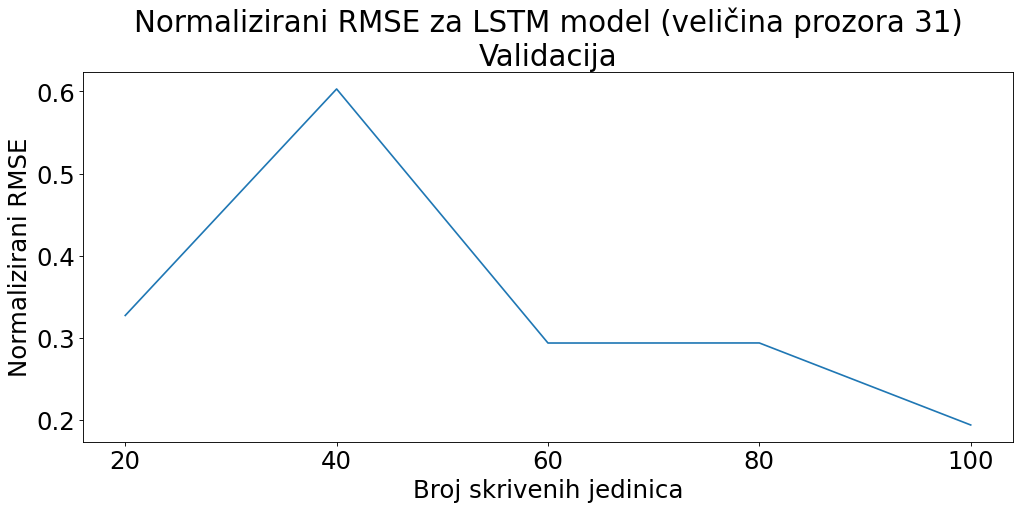 Normalizirani RMSE za LSTM model (veličina prozora 31)
Validacija
Normalizirani RMSE
0.6
0.5
0.4
0.3
0.2
20 40 60 80 100
Broj skrivenih jedinica